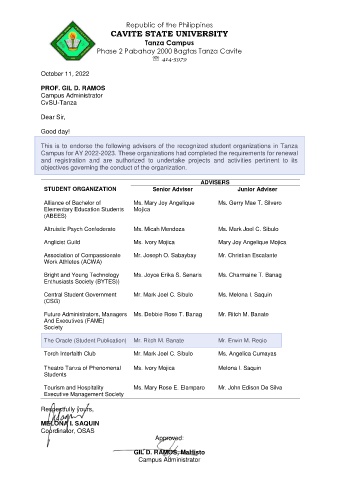 Republic of the Philippines
CAVITE STATE UNIVERSITY
Tanza Campus
Phase 2 Pabahay 2000 Bagtas Tanza Cavite
☏ 414-3979
October 11, 2022
PROF. GIL D. RAMOS
Campus Administrator
CvSU-Tanza
Dear Sir,
Good day!
This is to endorse the following advisers of the recognized student organizations in Tanza
Campus for AY 2022-2023. These organizations had completed the requirements for renewal
and registration and are authorized to undertake projects and activities pertinent to its
objectives governing the conduct of the organization.
ADVISERS
STUDENT ORGANIZATION Senior Adviser Junior Adviser
Alliance of Bachelor of Elementary Education Students (ABEES) Ms. Mary Joy Angelique Mojica Ms. Gerry Mae T. Silvero
Altruistic Psych Confederate Ms. Micah Mendoza Ms. Mark Joel C. Sibulo
Anglicist Guild Ms. Ivory Mojica Mary Joy Angelique Mojica
Association of Compassionate Work Athletes (ACWA) Mr. Joseph O. Sabaybay Mr. Christian Escalante
Bright and Young Technology Enthusiasts Society (BYTES)) Ms. Joyce Erika S. Senaris Ms. Charmaine T. Banag
Central Student Government (CSG) Mr. Mark Joel C. Sibulo Ms. Melona I. Saquin
Future Administrators, Managers And Executives (FAME) Society Ms. Debbie Rose T. Banag Mr. Ritch M. Banate
The Oracle (Student Publication) Mr. Ritch M. Banate Mr. Erwin M. Regio
Torch Interfaith Club Mr. Mark Joel C. Sibulo Ms. Angelica Cumayas
Theatro Tanza of Phenomenal Students Ms. Ivory Mojica Melona I. Saquin
Tourism and Hospitality Executive Management Society Ms. Mary Rose E. Elamparo Mr. John Edison De Silva
Respectfully yours,
MELONA I. SAQUIN
Coordinator, OSAS
Approved:
GIL D. RAMOS,
Campus Administrator